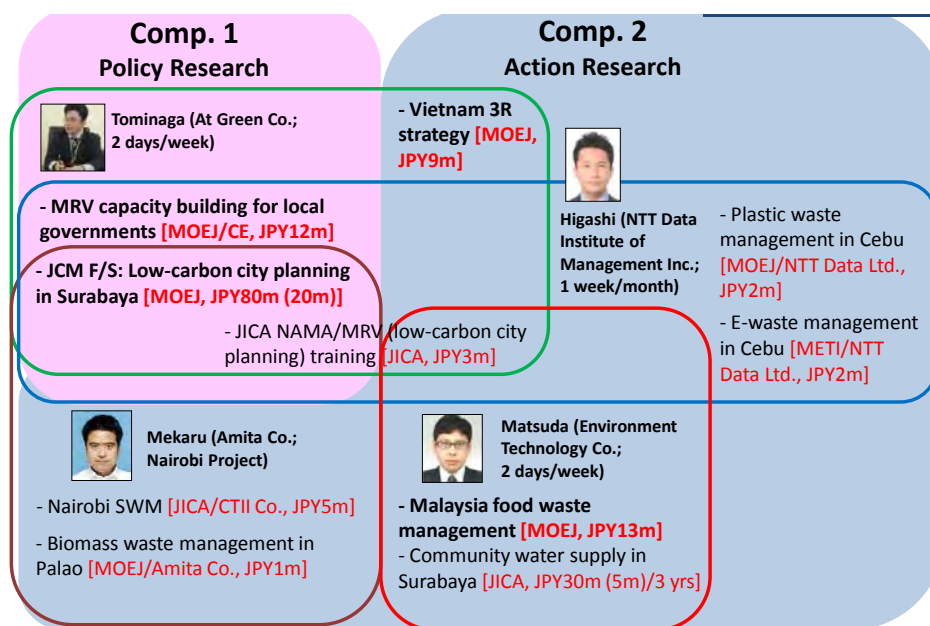 Comp. 1
Policy Research
Comp. 2
Action Research
Tominaga (At Green Co.;
2 days/week)
- Vietnam 3R
strategy [MOEJ,
JPY9m]
- MRV capacity building for local
governments [MOEJ/CE, JPY12m]
- JCM F/S: Low-carbon city planning
in Surabaya [MOEJ, JPY80m (20m)]
- JICA NAMA/MRV (low-carbon city
planning) training [JICA, JPY3m]
Higashi (NTT Data
Institute of
Management Inc.;
1 week/month)
- Plastic waste
management in Cebu
[MOEJ/NTT Data Ltd.,
JPY2m]
- E-waste management
in Cebu [METI/NTT
Data Ltd., JPY2m]
Mekaru (Amita Co.;
Nairobi Project)
- Nairobi SWM [JICA/CTII Co., JPY5m]
- Biomass waste management in
Palao [MOEJ/Amita Co., JPY1m]
Matsuda (Environment
Technology Co.;
2 days/week)
- Malaysia food waste
management [MOEJ, JPY13m]
- Community water supply in
Surabaya [JICA, JPY30m (5m)/3 yrs]